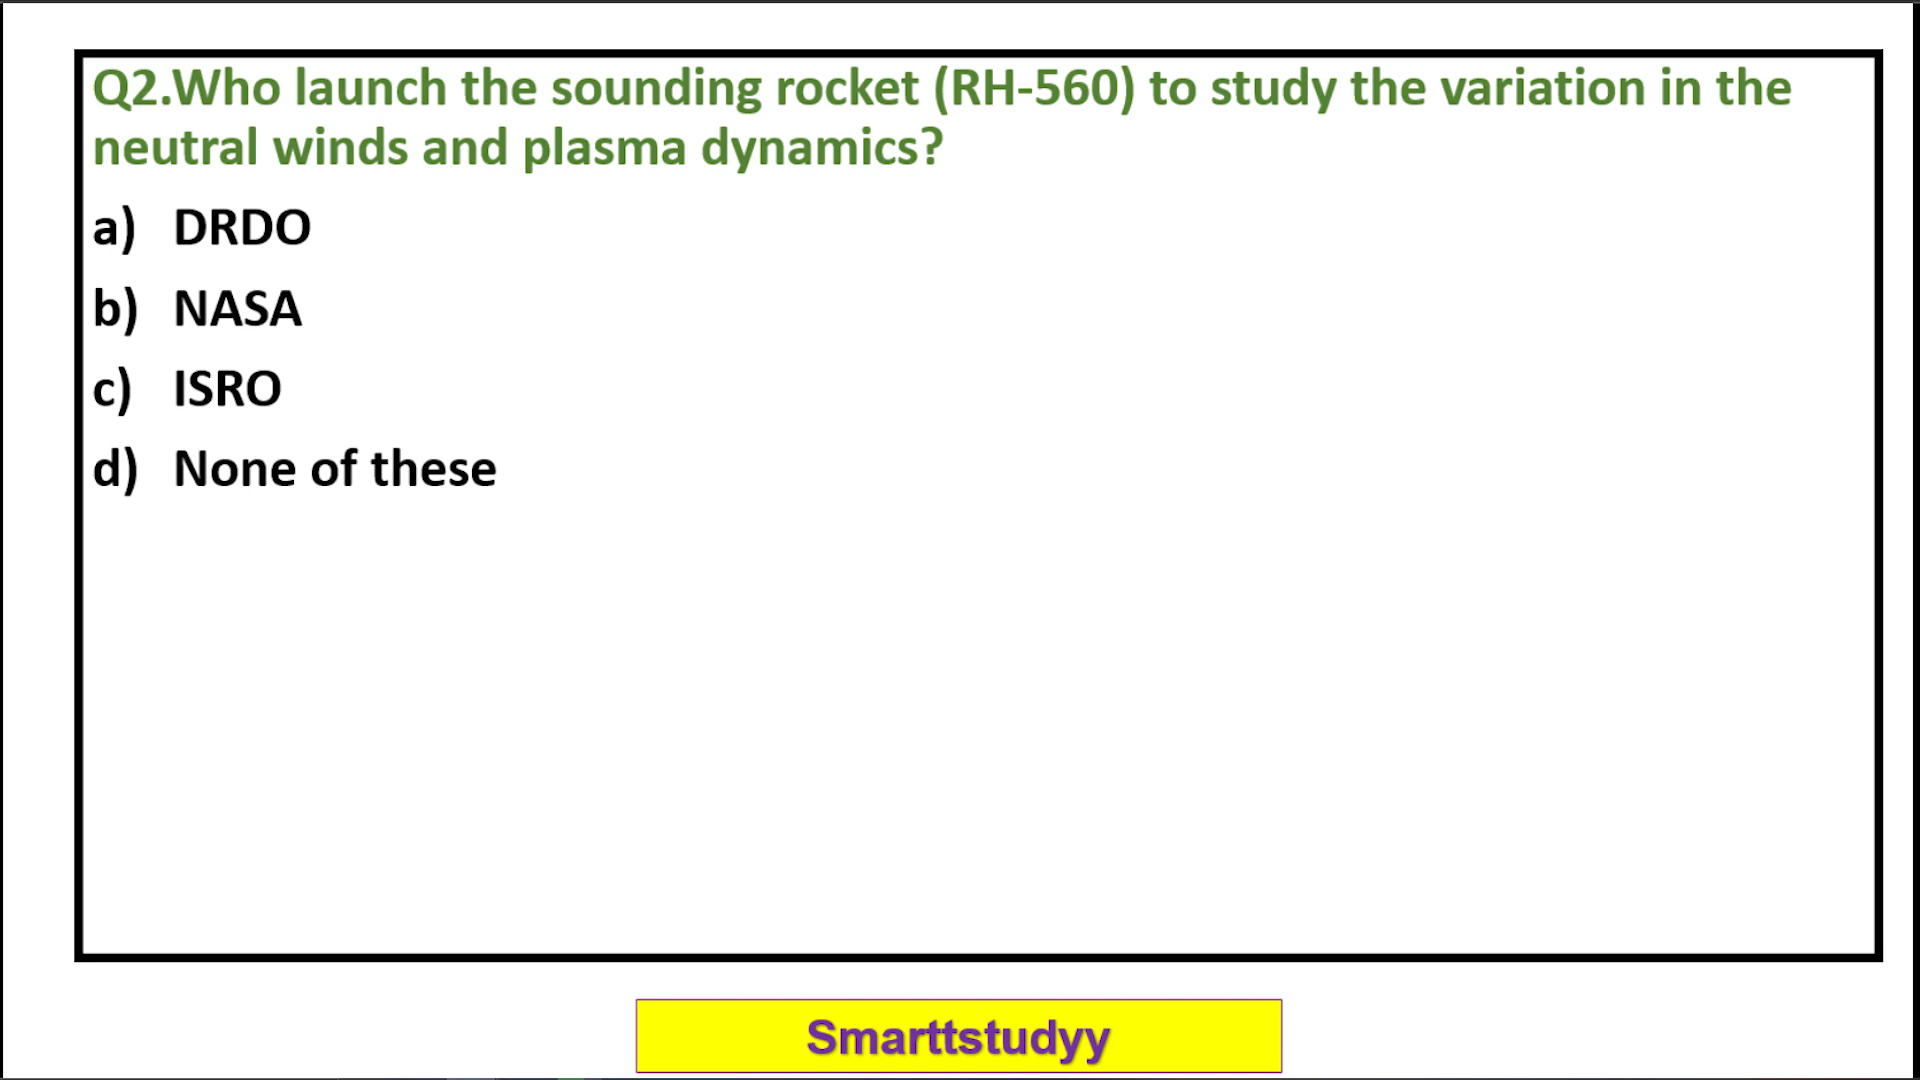 Q2.Who launch the sounding rocket (RH-560) to study the variation in the
neutral winds and plasma dynamics?
a) DRDO
b) NASA
c) ISRO
d) None of these
Smarttstudyy